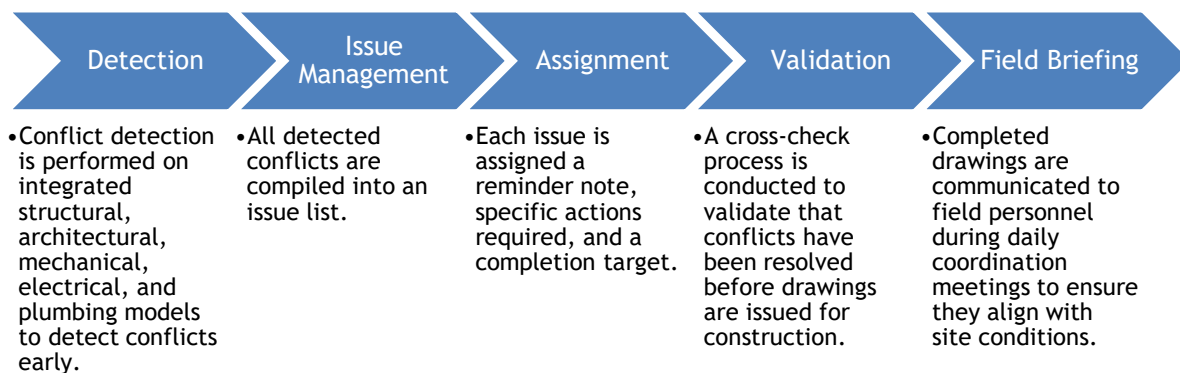 Detection
Issue
Management
Assignment
Validation
Field Briefing
•Conflict detection
is performed on
integrated
structural,
architectural,
mechanical,
electrical, and
plumbing models
to detect conflicts
early.
•All detected
conflicts are
compiled into an
issue list.
•Each issue is
assigned a
reminder note,
specific actions
required, and a
completion target.
•A cross-check
process is
conducted to
validate that
conflicts have
been resolved
before drawings
are issued for
construction.
•Completed
drawings are
communicated to
field personnel
during daily
coordination
meetings to ensure
they align with
site conditions.